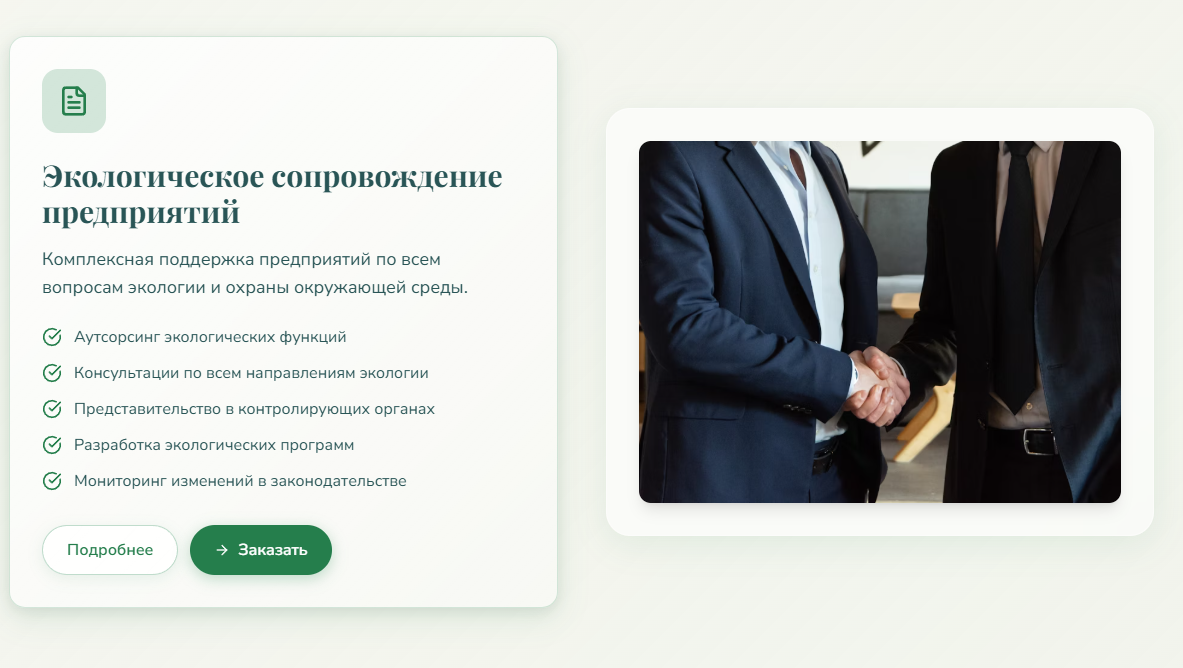 Экологическое сопровождение
предприятий
Комплексная поддержка предприятий по всем
вопросам экологии и охраны окружающей среды.
Аутсорсинг экологических функций
Консультации по всем направлениям экологии
Представительство в контролирующих органах
Разработка экологических программ
Мониторинг изменений в законодательстве
Подробнее
Заказать